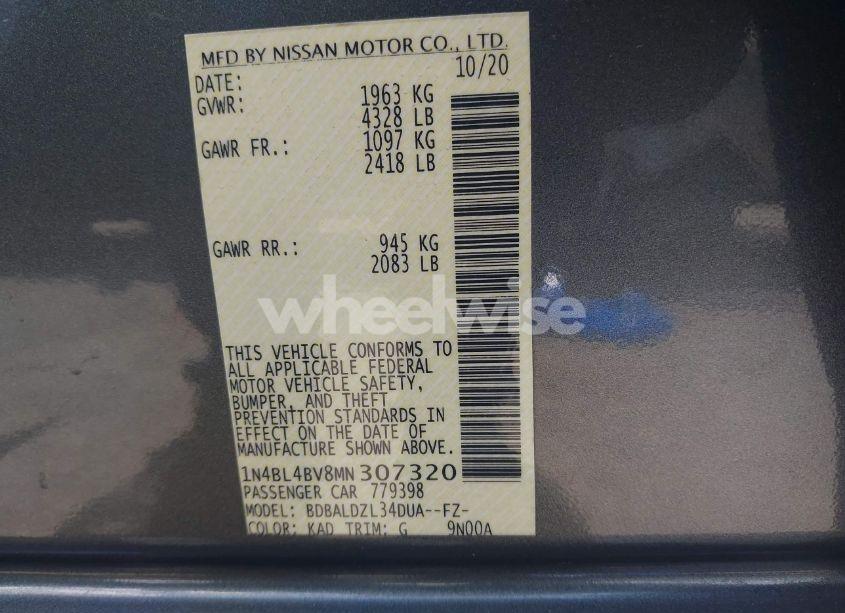 MFD BY NISSAN MOTOR CO., LTD.
DATE: 10/20
GVWR: 1963 KG
4328 LB
GAWR FR.: 1097 KG
2418 LB
GAWR RR.: 945 KG
2083 LB
wheelwise
THIS VEHICLE CONFORMS TO
ALL APPLICABLE FEDERAL
MOTOR VEHICLE SAFETY,
BUMPER, AND THEFT
PREVENTION STANDARDS IN
EFFECT ON THE DATE OF
MANUFACTURE SHOWN ABOVE.
1N4BL4BV8MN307320
PASSENGER CAR 779398
MODEL: BDBALDZL34DUA--FZ-
COLOR: KAD TRIM: G 9N00A